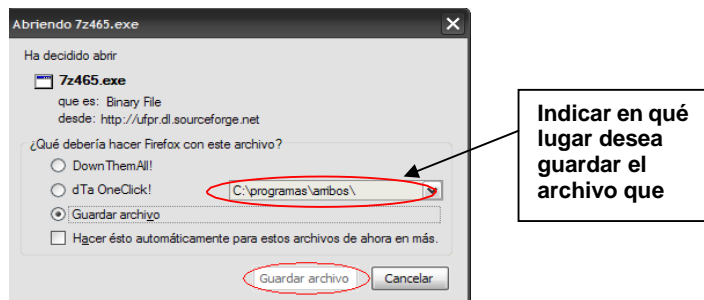 Abriendo 7z465.exe
Ha decidido abrir
7z465.exe
que es: Binary File
desde: http://ufpr.dl.sourceforge.net
¿Qué debería hacer Firefox con este archivo?
DownThemAll!
dTa OneClick!
C:\programas\arribos\
Guardar archivo
Hacer ésto automáticamente para estos archivos de ahora en más.
Guardar archivo
Cancelar
Indicar en qué
lugar desea
guardar el
archivo que